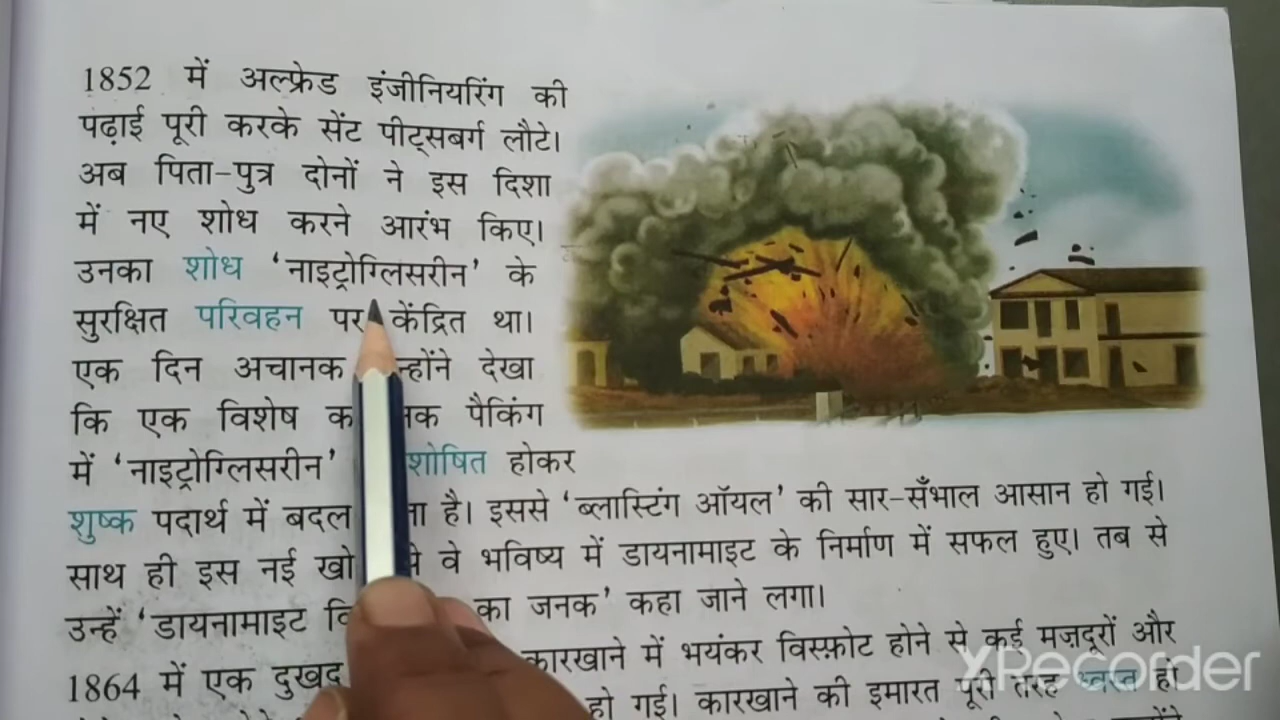 1852 में अल्फ्रेड इंजीनियरिंग की
पढ़ाई पूरी करके सेंट पीट्सबर्ग लौटे।
अब पिता-पुत्र दोनों ने इस दिशा
में नए शोध करने आरंभ किए।
उनका शोध ‘नाइट्रोग्लिसरीन’ के
सुरक्षित परिवहन पर केंद्रित था।
एक दिन अचानक न्होंने देखा
कि एक विशेष पैकिंग
में ‘नाइट्रोग्लिसरीन’ शोषित होकर
शुष्क पदार्थ में बदल ता है। इससे ‘ब्लास्टिंग ऑयल’ की सार-सँभाल आसान हो गई।
साथ ही इस नई खो से वे भविष्य में डायनामाइट के निर्माण में सफल हुए। तब से
उन्हें ‘डायनामाइट वि का जनक’ कहा जाने लगा।
1864 में एक दुखद कारखाने में भयंकर विस्फ़ोट होने से कई मज़दूरों और
हो गई। कारखाने की इमारत पूरी तरह ध्वस्त हो
XRecorder